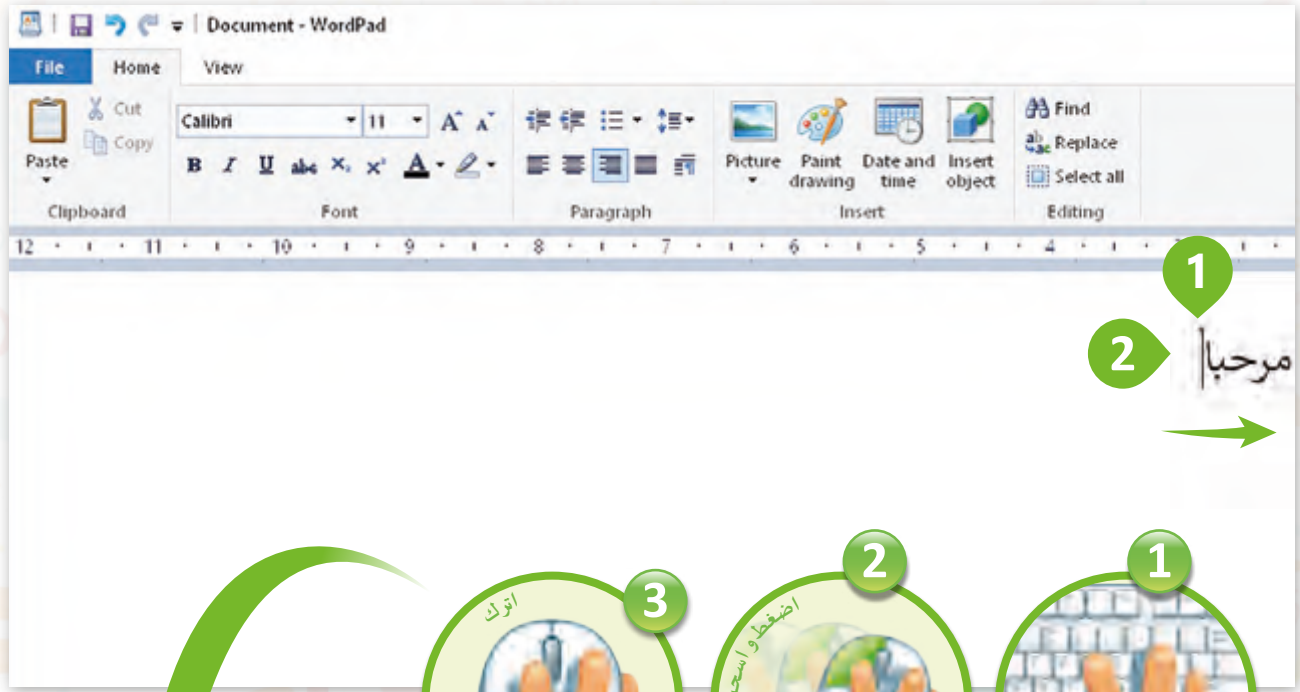 Document - WordPad
File Home View
Cut
Calibri 11 A A
Copy
Find
Replace
Select all
Paste
B I U abc X₂ X² A
Picture
Paint drawing
Date and time
Insert object
Clipboard Font Paragraph Insert Editing
12 11 10 9 8 7 6 5 4
1
2
مرحبا
1
2
3
اضغط و
اترك